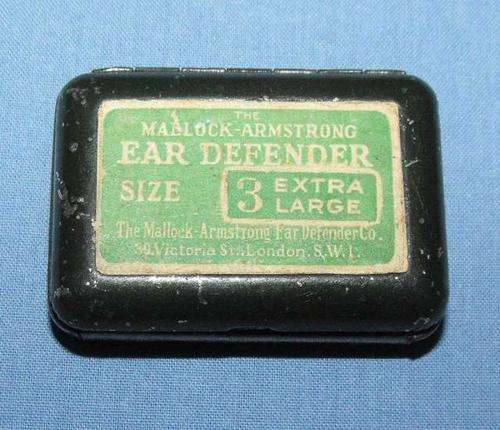 THE
MALLOCK-ARMSTRONG
EAR DEFENDER
SIZE 3 EXTRA LARGE
The Mallock-Armstrong Ear Defender Co
39, Victoria St., London, S.W.1.